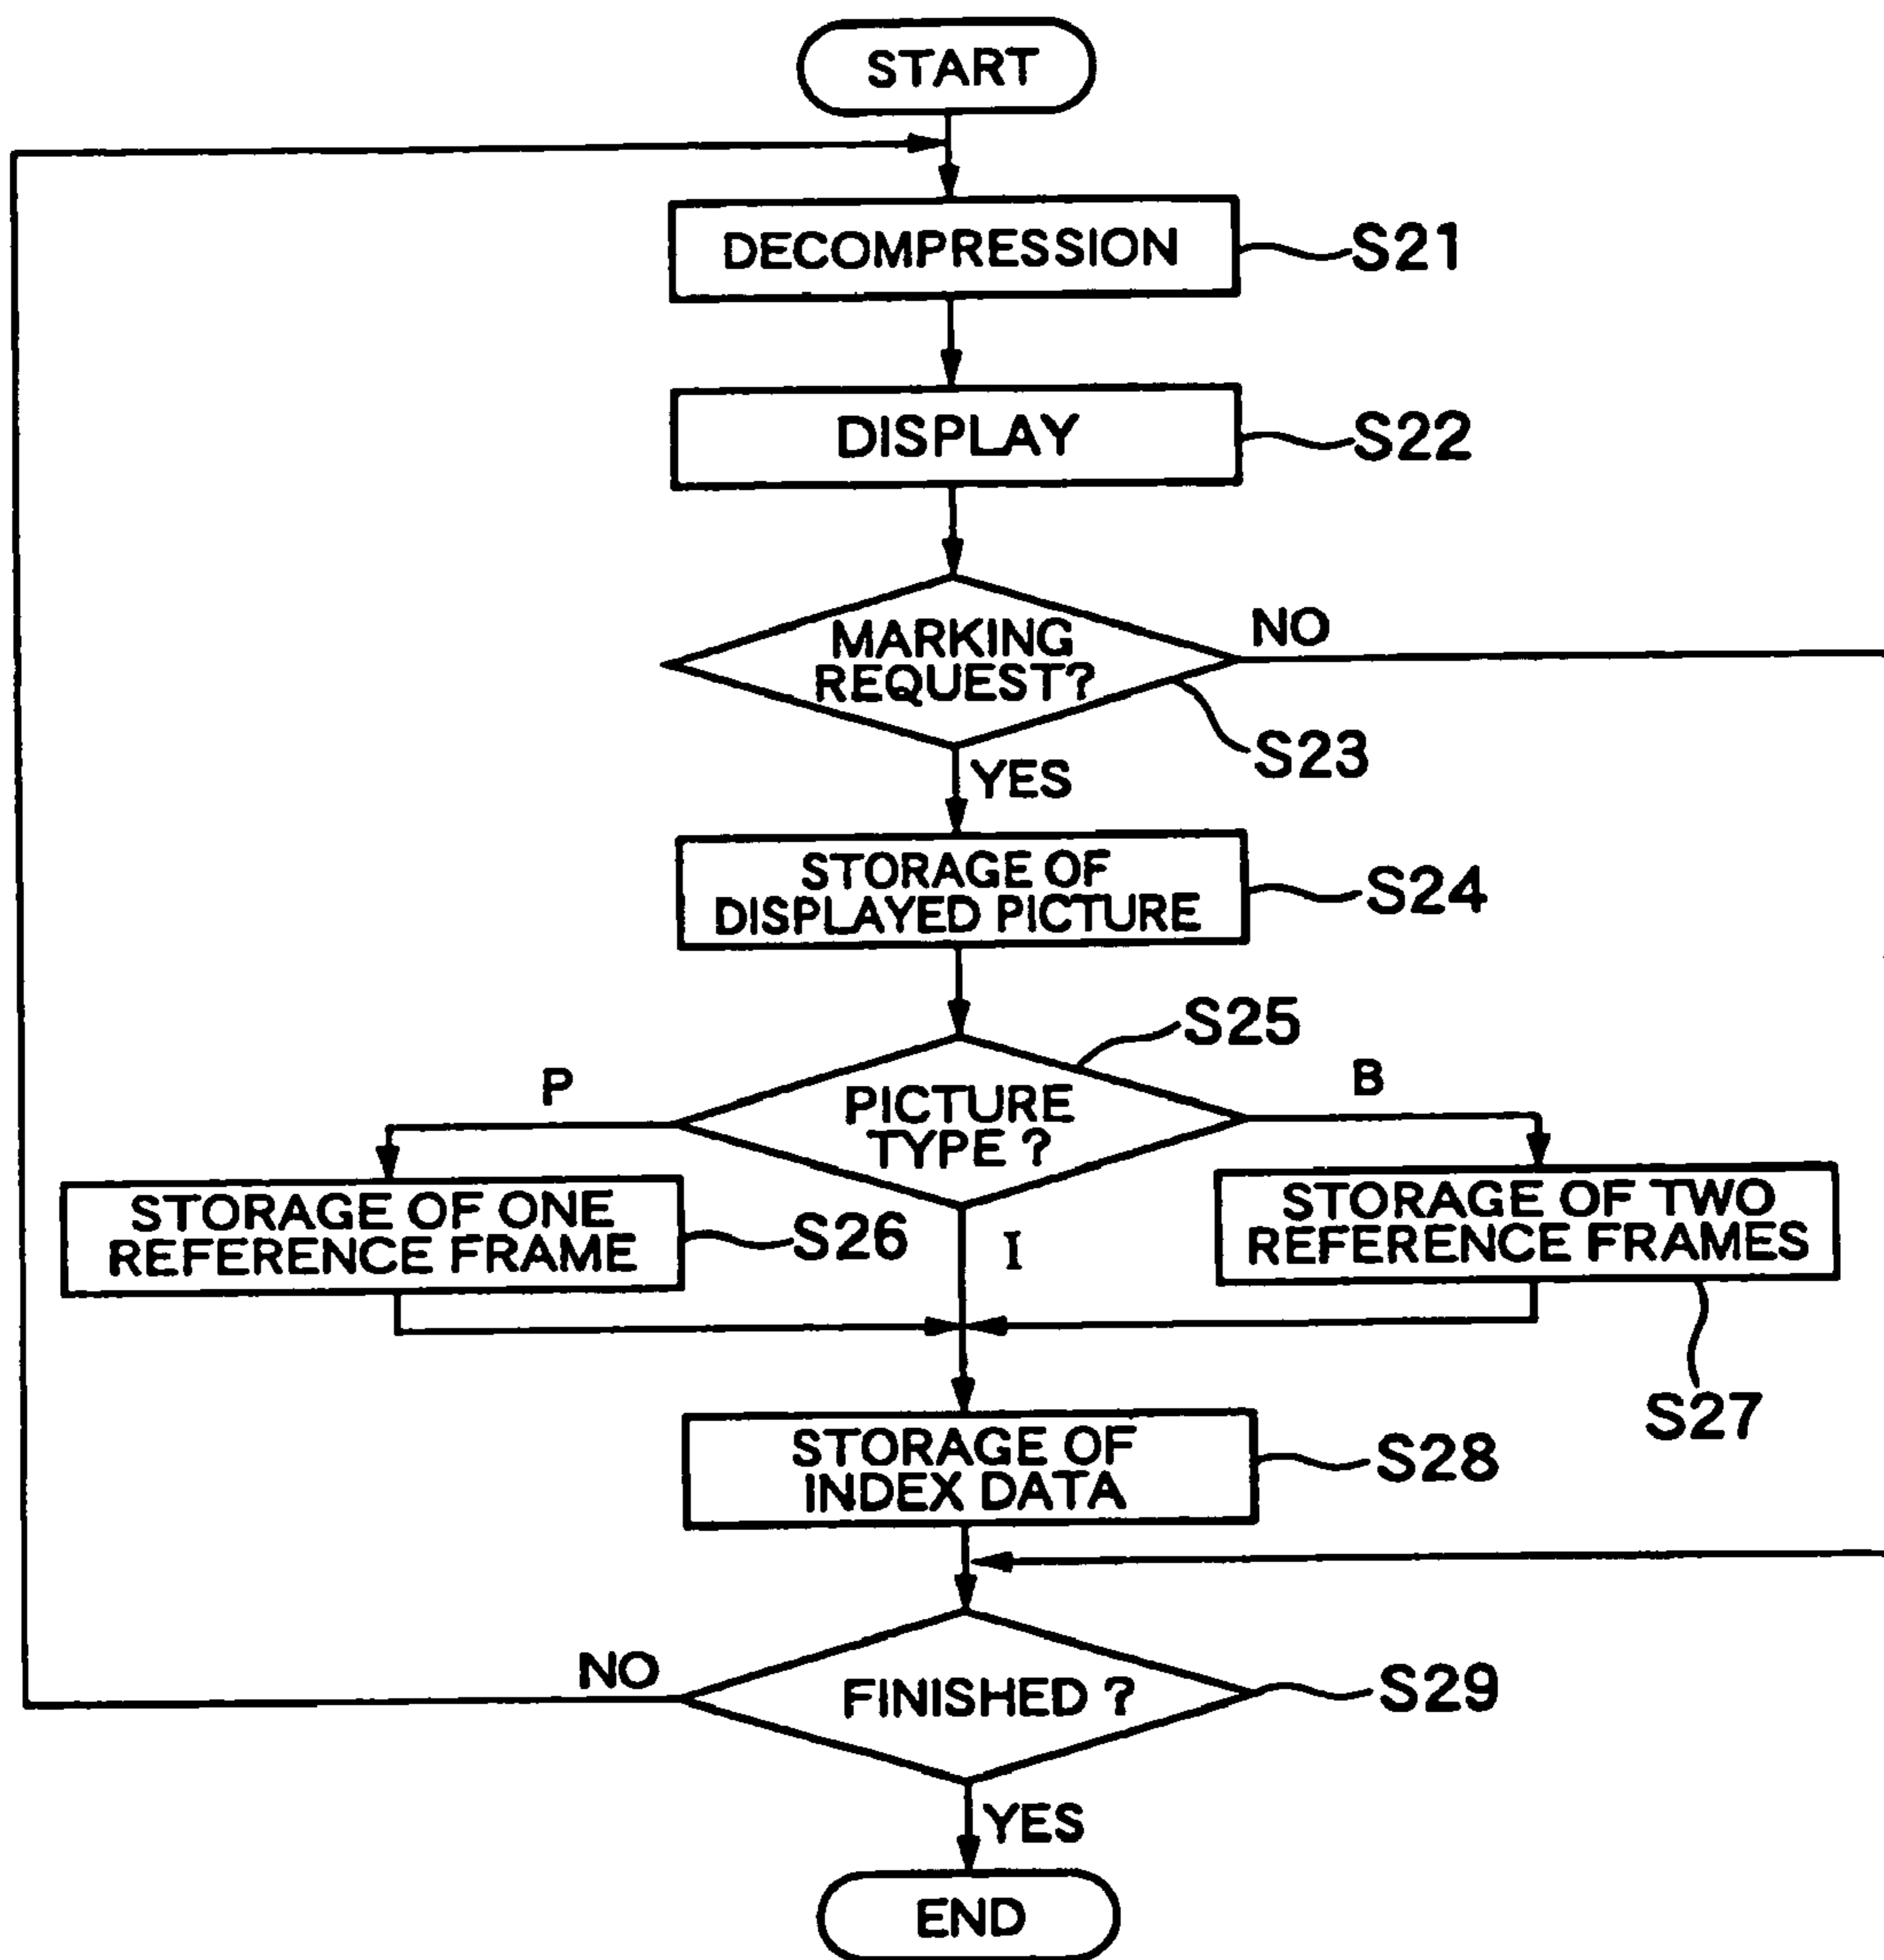 START
DECOMPRESSION
S21
DISPLAY
S22
MARKING
REQUEST?
NO
S23
YES
STORAGE OF
DISPLAYED PICTURE
S24
S25
PICTURE
TYPE ?
P
B
I
STORAGE OF ONE
REFERENCE FRAME
S26
STORAGE OF TWO
REFERENCE FRAMES
S27
STORAGE OF
INDEX DATA
S28
NO
FINISHED ?
S29
YES
END